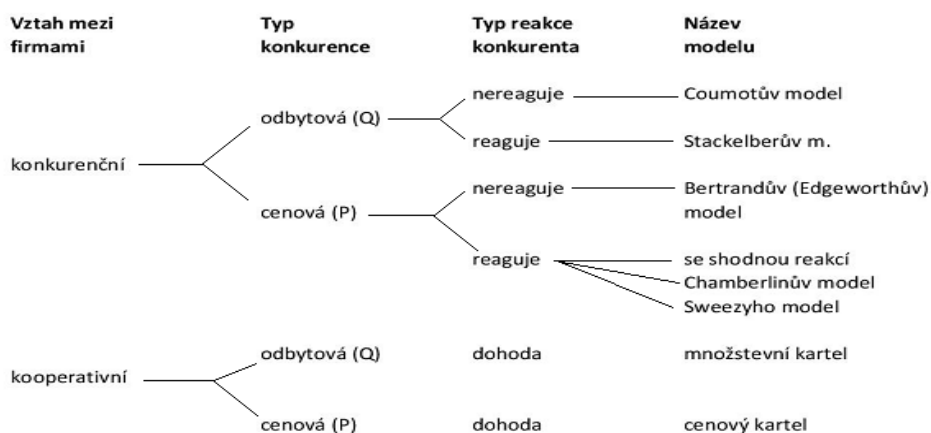 Vztah mezi firmami
Typ konkurence
Typ reakce konkurenta
Název modelu
nereaguje
Coumotův model
odbytová (Q)
reaguje
Stackelberův m.
konkurenční
nereaguje
Bertrandův (Edgeworthův) model
cenová (P)
reaguje
se shodnou reakcí
Chamberlinův model
Sweezyho model
odbytová (Q)
dohoda
množstevní kartel
kooperativní
cenová (P)
dohoda
cenový kartel